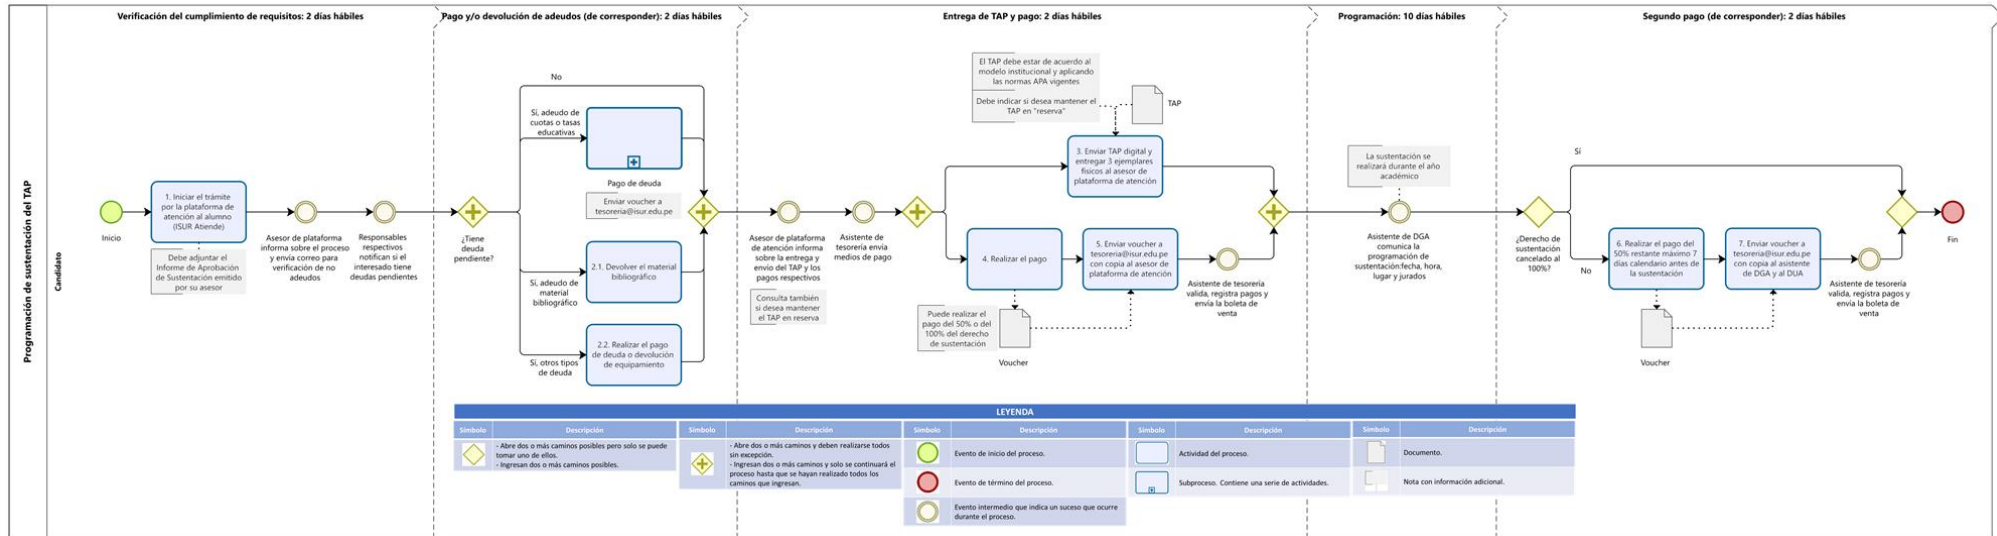 Verificación del cumplimiento de requisitos: 2 días hábiles
Pago y/o devolución de adeudos (de corresponder): 2 días hábiles
Entrega de TAP y pago: 2 días hábiles
Programación: 10 días hábiles
Segundo pago (de corresponder): 2 días hábiles
Programación de sustentación del TAP
Candidato
Inicio
1. Iniciar el trámite
por la plataforma de
atención al alumno
(ISUR Atiende)
Debe adjuntar el
Informe de Aprobación
de Sustentación emitido
por su asesor
Asesor de plataforma
informa sobre el proceso
y envía correo para
verificación de no
adeudos
Responsables
respectivos
notifican si el
interesado tiene
deudas pendientes
¿Tiene
deuda
pendiente?
No
Sí, adeudo de
cuotas o tasas
educativas
Pago de deuda
Enviar voucher a
tesoreria@isur.edu.pe
2.1. Devolver el material
bibliográfico
Sí, adeudo de
material
bibliográfico
2.2. Realizar el pago
de deuda o devolución
de equipamiento
Sí, otros tipos
de deuda
Asesor de plataforma
de atención informa
sobre la entrega y
envío del TAP y los
pagos respectivos
Consulta también
si desea mantener
el TAP en reserva
Asistente de
tesorería envia
medios de pago
El TAP debe estar de acuerdo al
modelo institucional y aplicando
las normas APA vigentes
Debe indicar si desea mantener el
TAP en "reserva"
TAP
3. Enviar TAP digital y
entregar 3 ejemplares
físicos al asesor de
plataforma de atención
4. Realizar el pago
5. Enviar voucher a
tesoreria@isur.edu.pe
con copia al asesor de
plataforma de atención
Puede realizar el
pago del 50% o del
100% del derecho
de sustentación
Voucher
Asistente de tesorería
valida, registra pagos y
envía la boleta de
venta
La sustentación se
realizará durante el año
académico
Asistente de DGA
comunica la
programación de
sustentación:fecha, hora,
lugar y jurados
¿Derecho de
sustentación
cancelado al
100%?
Sí
No
6. Realizar el pago del
50% restante máximo 7
días calendario antes de
la sustentación
7. Enviar voucher a
tesoreria@isur.edu.pe
con copia al asistente
de DGA y al DUA
Voucher
Asistente de tesorería
valida, registra pagos y
envía la boleta de
venta
Fin
LEYENDA
Símbolo Descripción Símbolo Descripción Símbolo Descripción Símbolo Descripción Símbolo Descripción
- Abre dos o más caminos posibles pero solo se puede
tomar uno de ellos.
- Ingresan dos o más caminos posibles.
- Abre dos o más caminos y deben realizarse todos
sin excepción.
- Ingresan dos o más caminos y solo se continuará el
proceso hasta que se hayan realizado todos los
caminos que ingresan.
Evento de inicio del proceso.
Evento de término del proceso.
Evento intermedio que indica un suceso que ocurre
durante el proceso.
Actividad del proceso.
Subproceso. Contiene una serie de actividades.
Documento.
Nota con información adicional.